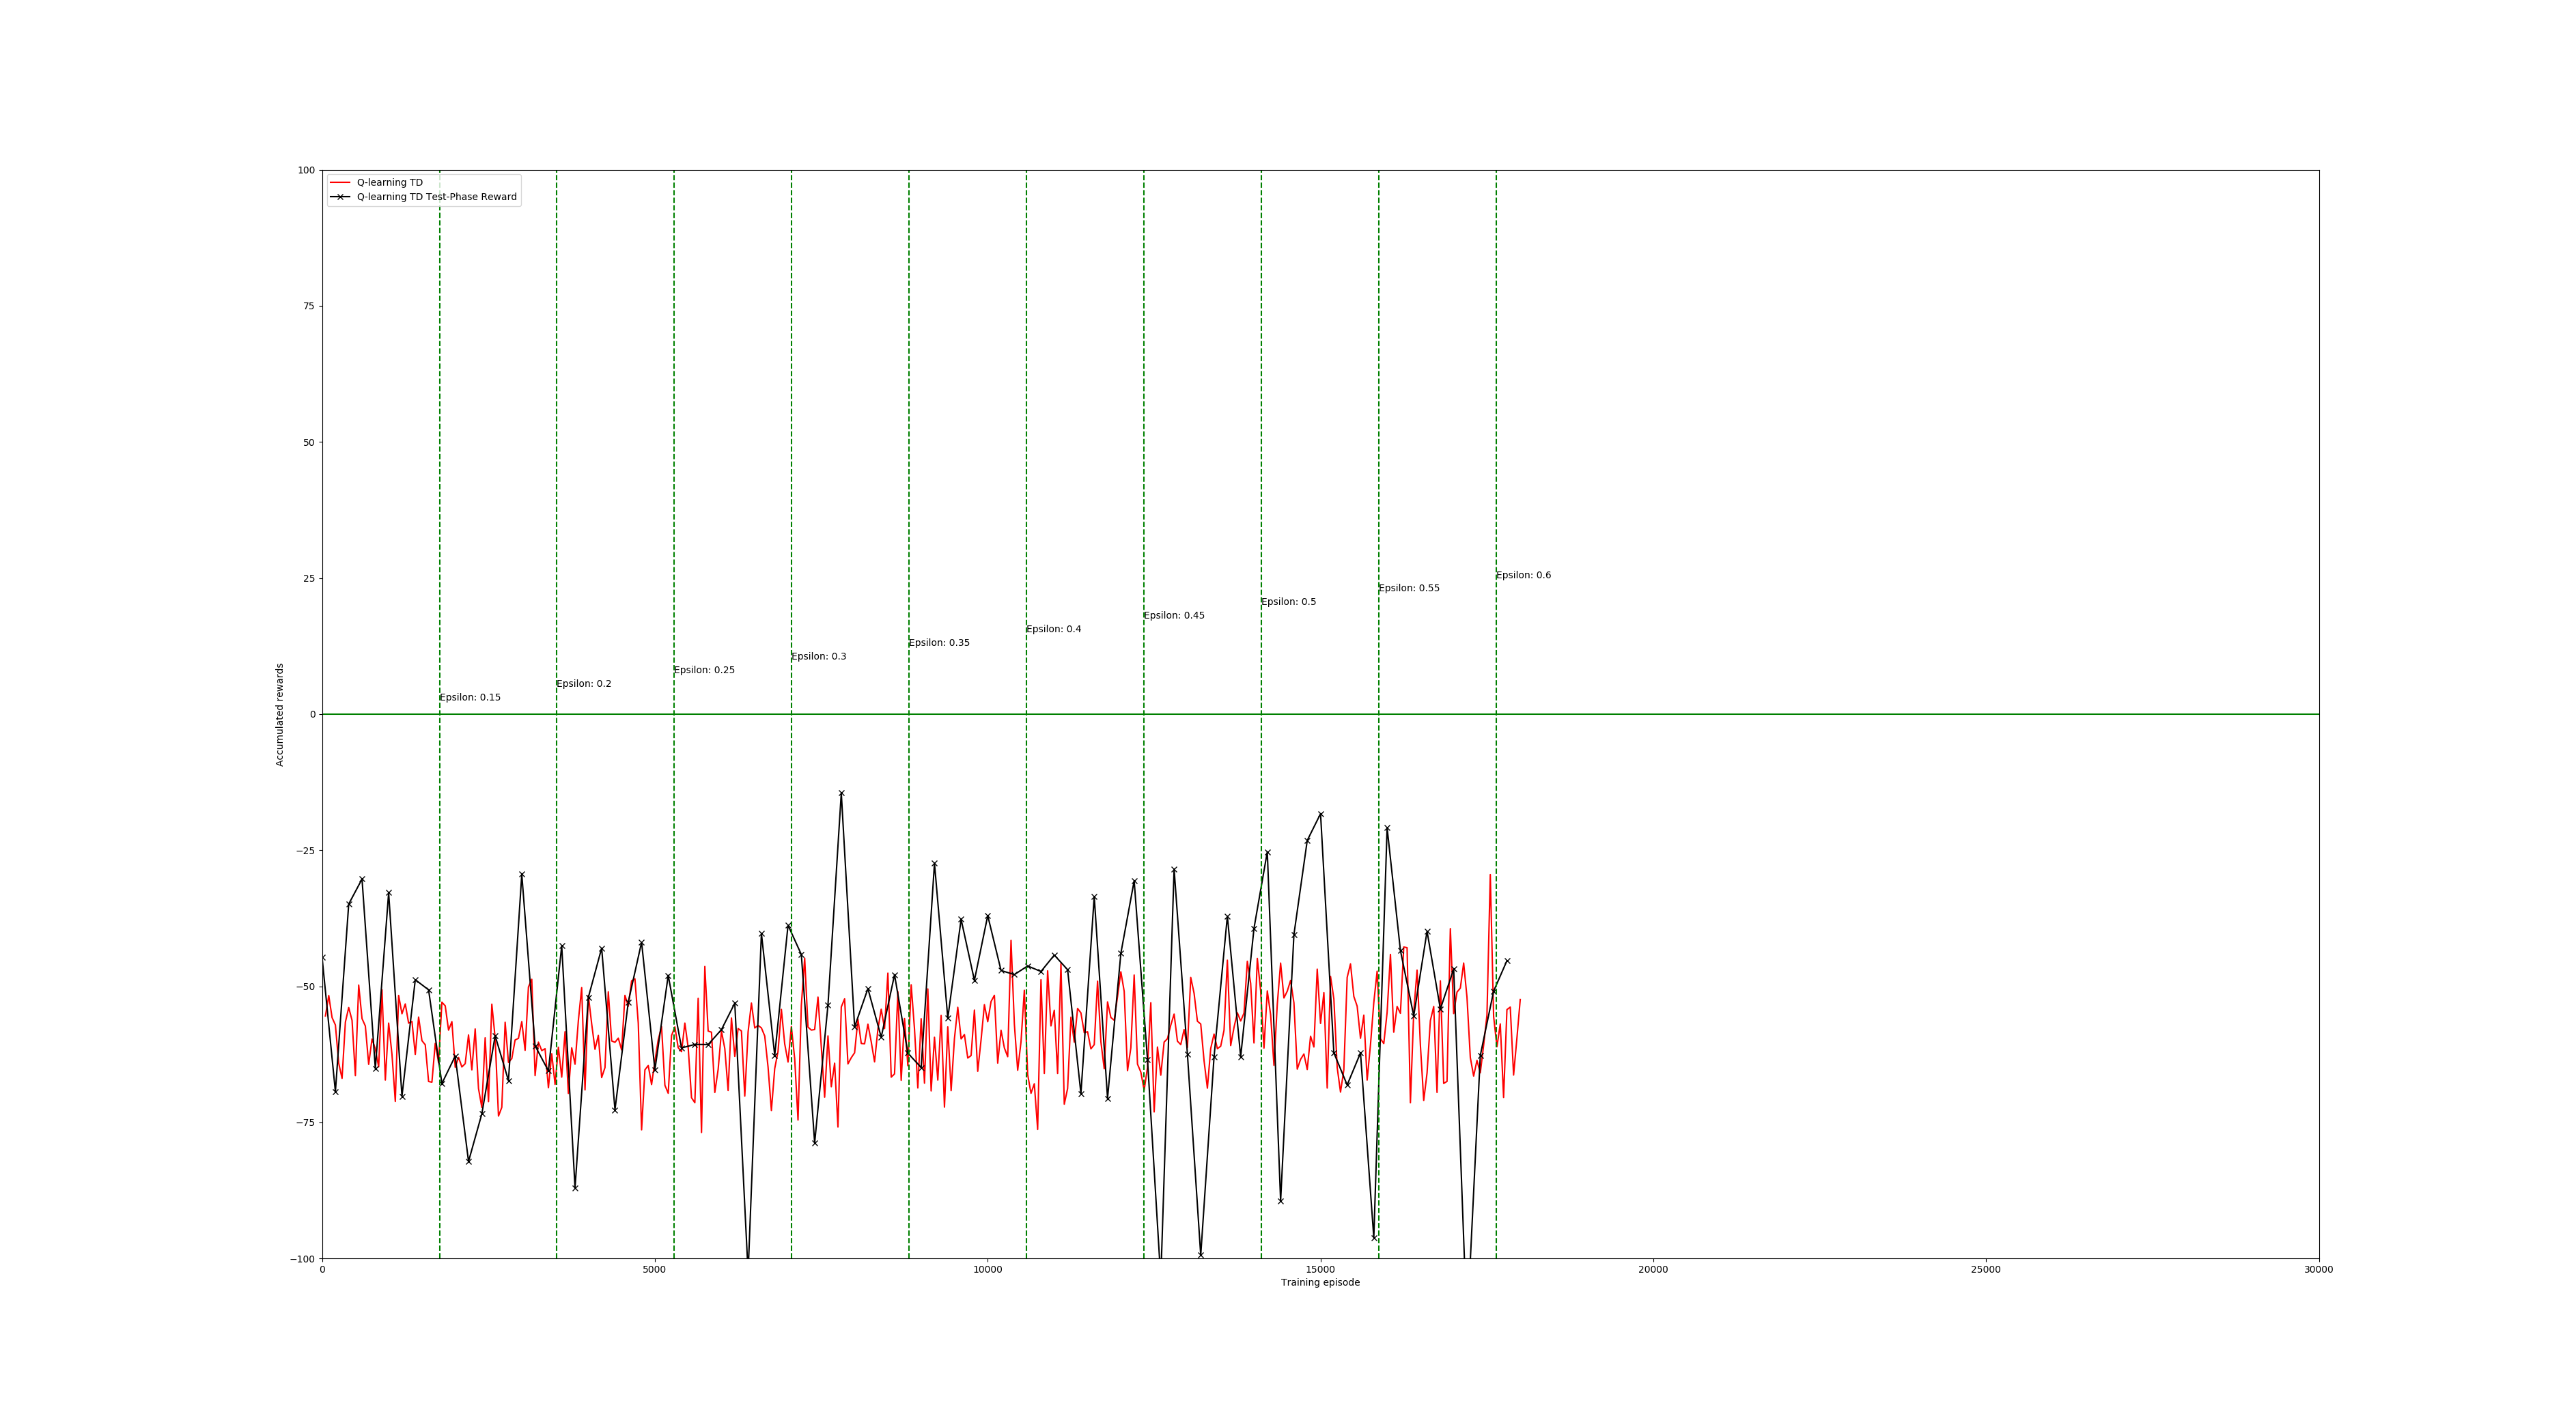 100
Q-learning TD
Q-learning TD Test-Phase Reward
75
50
25
Epsilon: 0.6
Epsilon: 0.55
Epsilon: 0.5
Epsilon: 0.45
Epsilon: 0.4
Epsilon: 0.35
Epsilon: 0.3
Epsilon: 0.25
Epsilon: 0.2
Epsilon: 0.15
0
Accumulated rewards
−25
−50
−75
−100
0 5000 10000 15000 20000 25000 30000
Training episode